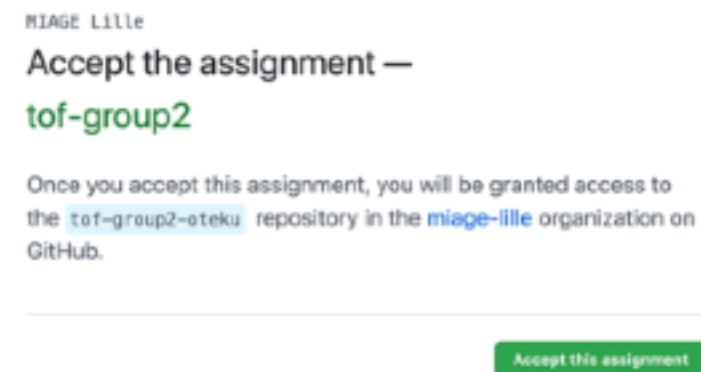 MIAGE Lille
Accept the assignment —
tof-group2
Once you accept this assignment, you will be granted access to
the tof-group2-oteku repository in the miage-lille organization on
GitHub.
Accept this assignment